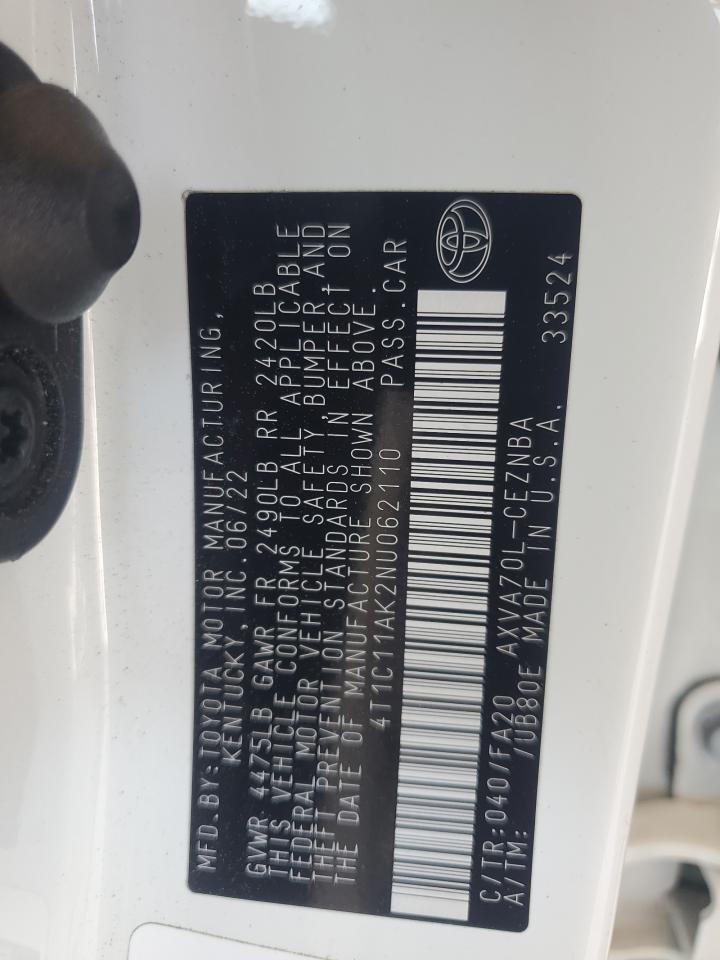 MFD.BY:TOYOTA MOTOR MANUFACTURING,
KENTUCKY, INC. 06/22
GVWR 4475LB GAWR FR 2490LB RR 2420LB
THIS VEHICLE CONFORMS TO ALL APPLICABLE
FEDERAL MOTOR VEHICLE SAFETY,BUMPER,AND
THEFT PREVENTION STANDARDS IN EFFECT ON
THE DATE OF MANUFACTURE SHOWN ABOVE.
4T1C11AK2NU062110 PASS.CAR
C/TR:040/FA20 AXVA70L-CEZNBA
A/TM: /UB80E MADE IN U.S.A. 33524